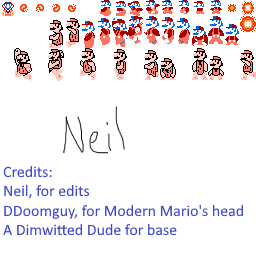 Neil
Credits:
Neil, for edits
DDoomguy, for Modern Mario's head
A Dimwitted Dude for base